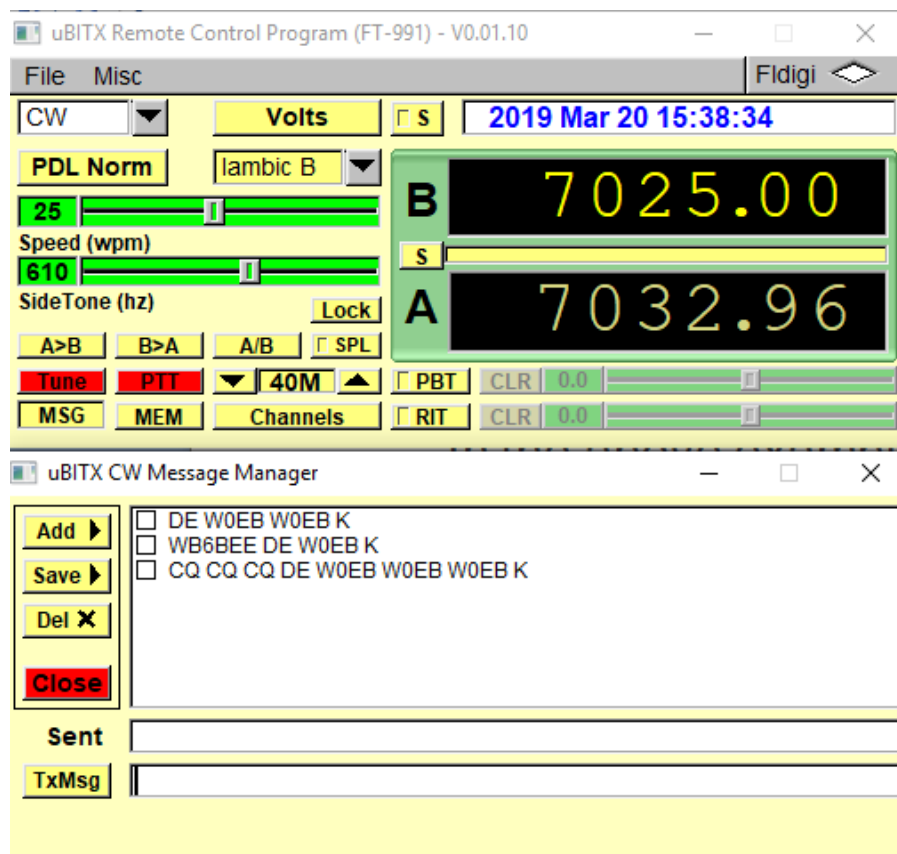 uBITX Remote Control Program (FT-991) - V0.01.10
File Misc Fldigi
CW Volts S 2019 Mar 20 15:38:34
PDL Norm Iambic B
B 7025.00
25
Speed (wpm)
S
610
SideTone (hz) Lock
A 7032.96
A>B B>A A/B SPL
Tune PTT 40M PBT CLR 0.0
MSG MEM Channels RIT CLR 0.0
uBITX CW Message Manager
Add DE W0EB W0EB K
WB6BEE DE W0EB K
Save CQ CQ CQ DE W0EB W0EB W0EB K
Del
Close
Sent
TxMsg